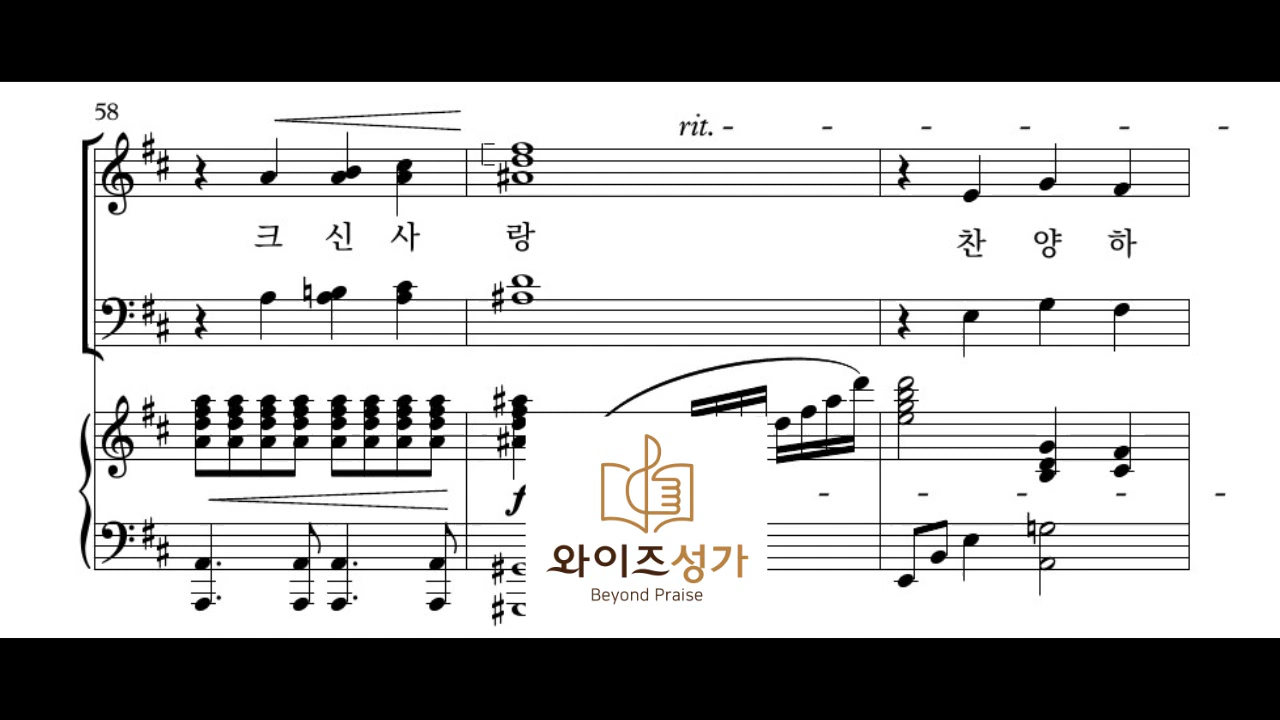 58
rit.
크 신 사 랑 찬 양 하
f
와이즈성가
Beyond Praise